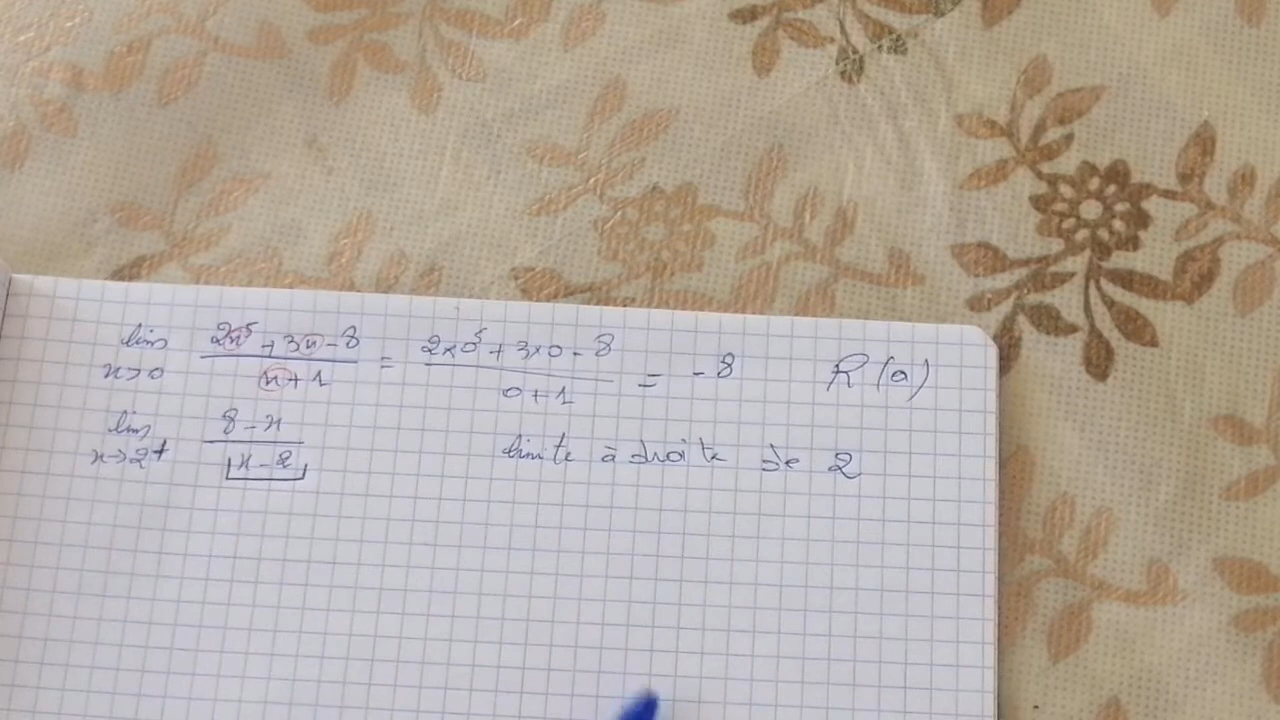 lim x→0 (2x⁵ + 3x - 8)/(x + 1) = (2×0⁵ + 3×0 - 8)/(0 + 1) = -8 R(a)
lim x→2+ (8 - x)/(x - 2) limite à droite de 2